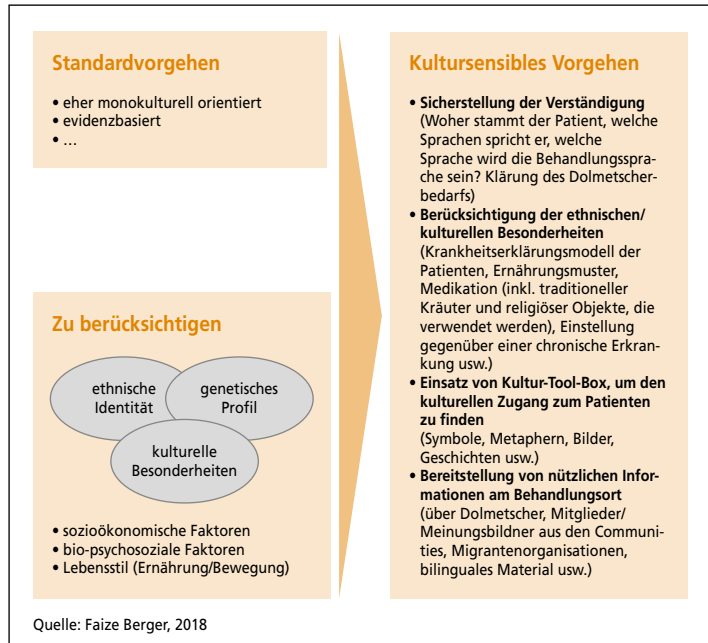 Standardvorgehen
• eher monokulturell orientiert
• evidenzbasiert
• ...
Zu berücksichtigen
ethnische
Identität
genetisches
Profil
kulturelle
Besonderheiten
• sozioökonomische Faktoren
• bio-psychosoziale Faktoren
• Lebensstil (Ernährung/Bewegung)
Kultursensibles Vorgehen
• Sicherstellung der Verständigung
(Woher stammt der Patient, welche
Sprachen spricht er, welche
Sprache wird die Behandlungsspra-
che sein? Klärung des Dolmetscher-
bedarfs)
• Berücksichtigung der ethnischen/
kulturellen Besonderheiten
(Krankheitserklärungsmodell der
Patienten, Ernährungsmuster,
Medikation (inkl. traditioneller
Kräuter und religiöser Objekte, die
verwendet werden), Einstellung
gegenüber einer chronische Erkran-
kung usw.)
• Einsatz von Kultur-Tool-Box, um den
kulturellen Zugang zum Patienten
zu finden
(Symbole, Metaphern, Bilder,
Geschichten usw.)
• Bereitstellung von nützlichen Infor-
mationen am Behandlungsort
(über Dolmetscher, Mitglieder/
Meinungsbildner aus den Communi-
ties, Migrantenorganisationen,
bilinguales Material usw.)
Quelle: Faize Berger, 2018